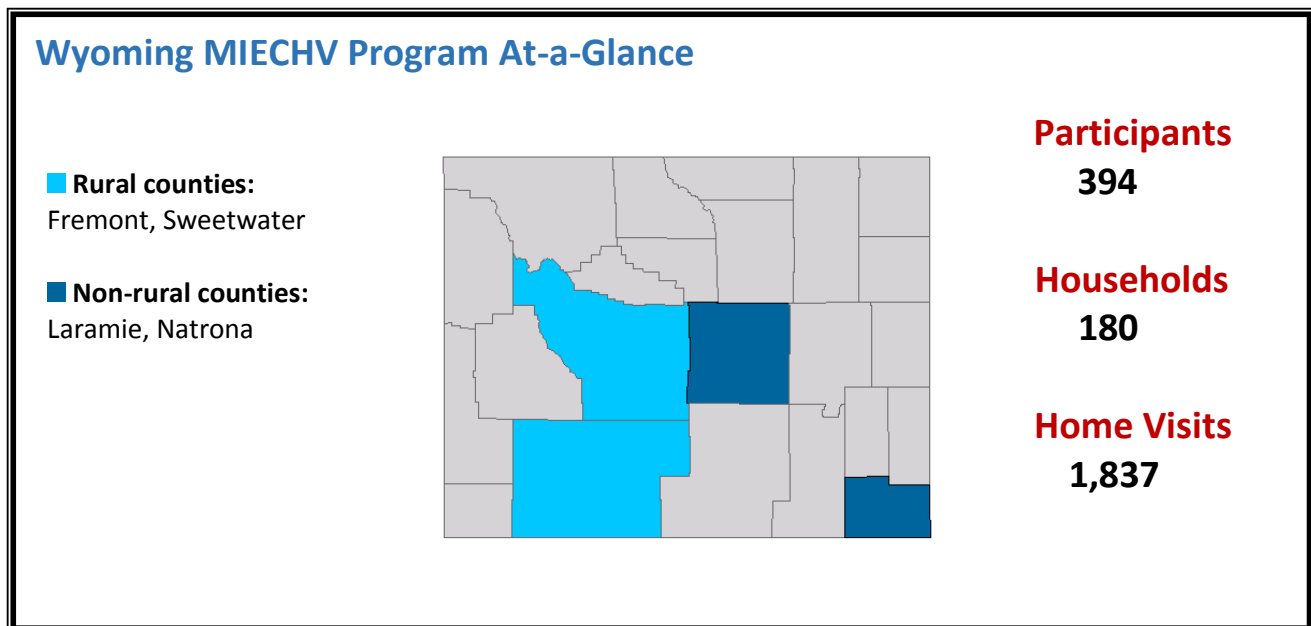 Wyoming MIECHV Program At-a-Glance
Rural counties:
Fremont, Sweetwater
Non-rural counties:
Laramie, Natrona
Participants
394
Households
180
Home Visits
1,837